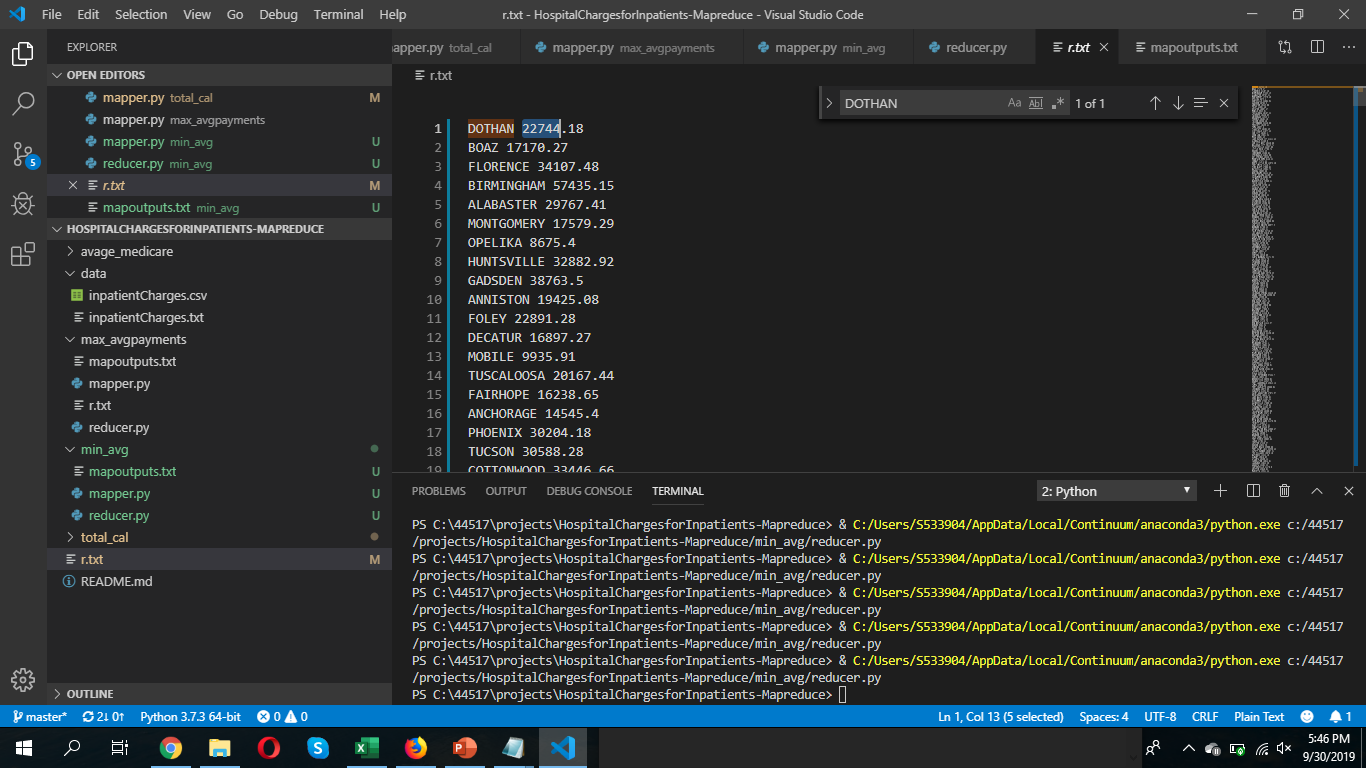 File Edit Selection View Go Debug Terminal Help
r.txt - HospitalChargesforInpatients-Mapreduce - Visual Studio Code
EXPLORER
OPEN EDITORS
mapper.py total_cal M
mapper.py max_avgpayments
mapper.py min_avg U
reducer.py min_avg U
r.txt M
mapoutputs.txt min_avg U
HOSPITALCHARGESFORINPATIENTS-MAPREDUCE
avage_medicare
data
inpatientCharges.csv
inpatientCharges.txt
max_avgpayments
mapoutputs.txt
mapper.py
r.txt
reducer.py
min_avg
mapoutputs.txt U
mapper.py U
reducer.py U
total_cal
r.txt M
README.md
OUTLINE
5
apper.py total_cal
mapper.py max_avgpayments
mapper.py min_avg
reducer.py
r.txt
mapoutputs.txt
r.txt
DOTHAN Aa Abl .* 1 of 1
1 DOTHAN 22744.18
2 BOAZ 17170.27
3 FLORENCE 34107.48
4 BIRMINGHAM 57435.15
5 ALABASTER 29767.41
6 MONTGOMERY 17579.29
7 OPELIKA 8675.4
8 HUNTSVILLE 32882.92
9 GADSDEN 38763.5
10 ANNISTON 19425.08
11 FOLEY 22891.28
12 DECATUR 16897.27
13 MOBILE 9935.91
14 TUSCALOOSA 20167.44
15 FAIRHOPE 16238.65
16 ANCHORAGE 14545.4
17 PHOENIX 30204.18
18 TUCSON 30588.28
19 COTTONWOOD 33446.66
PROBLEMS OUTPUT DEBUG CONSOLE TERMINAL 2: Python
PS C:\44517\projects\HospitalChargesforInpatients-Mapreduce> & C:/Users/S533904/AppData/Local/Continuum/anaconda3/python.exe c:/44517
/projects/HospitalChargesforInpatients-Mapreduce/min_avg/reducer.py
PS C:\44517\projects\HospitalChargesforInpatients-Mapreduce> & C:/Users/S533904/AppData/Local/Continuum/anaconda3/python.exe c:/44517
/projects/HospitalChargesforInpatients-Mapreduce/min_avg/reducer.py
PS C:\44517\projects\HospitalChargesforInpatients-Mapreduce> & C:/Users/S533904/AppData/Local/Continuum/anaconda3/python.exe c:/44517
/projects/HospitalChargesforInpatients-Mapreduce/min_avg/reducer.py
PS C:\44517\projects\HospitalChargesforInpatients-Mapreduce> & C:/Users/S533904/AppData/Local/Continuum/anaconda3/python.exe c:/44517
/projects/HospitalChargesforInpatients-Mapreduce/min_avg/reducer.py
PS C:\44517\projects\HospitalChargesforInpatients-Mapreduce> & C:/Users/S533904/AppData/Local/Continuum/anaconda3/python.exe c:/44517
/projects/HospitalChargesforInpatients-Mapreduce/min_avg/reducer.py
PS C:\44517\projects\HospitalChargesforInpatients-Mapreduce>
master* 2↓ 0↑ Python 3.7.3 64-bit 0 0 Ln 1, Col 13 (5 selected) Spaces: 4 UTF-8 CRLF Plain Text 1
5:46 PM
9/30/2019